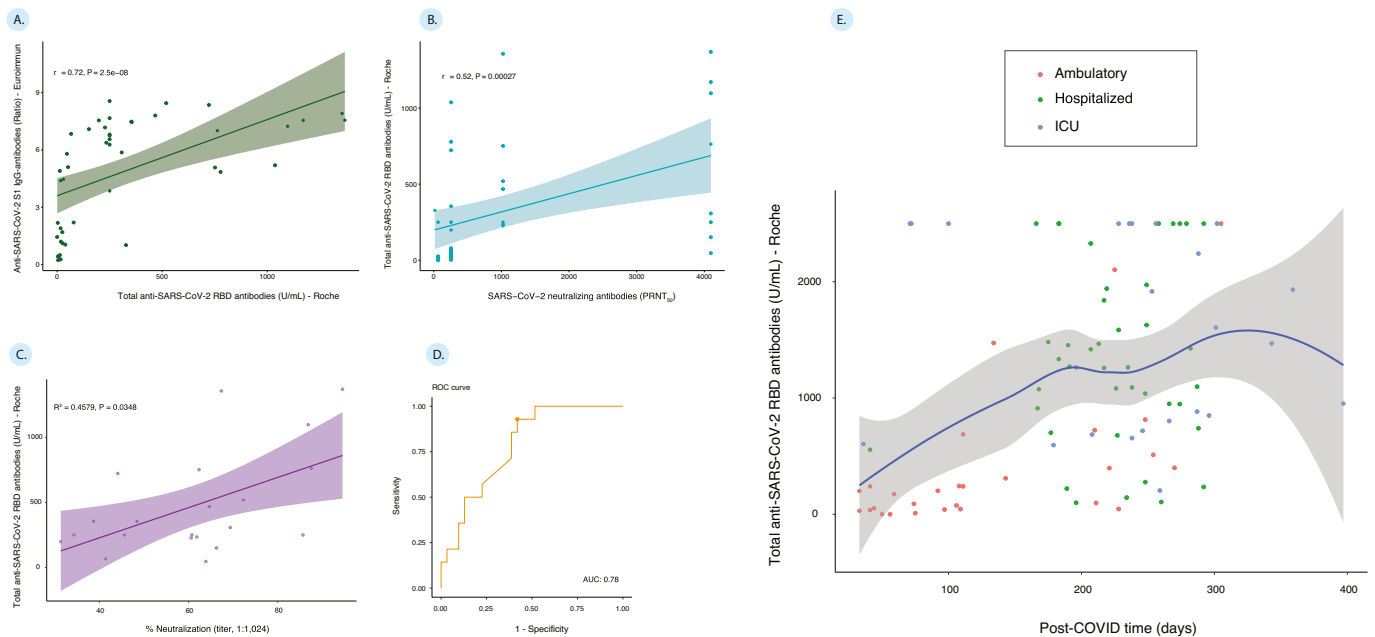 A.
Anti-SARS-CoV-2 S1 IgG-antibodies (Ratio) - Euroimmun
r = 0.72, P = 2.5e−08
9
6
3
0
0
500
1000
Total anti-SARS-CoV-2 RBD antibodies (U/mL) - Roche
B.
Total anti-SARS-CoV-2 RBD antibodies (U/mL) - Roche
r = 0.52, P = 0.00027
1000
500
0
0
1000
2000
3000
4000
SARS−CoV−2 neutralizing antibodies (PRNT50)
C.
Total anti-SARS-CoV-2 RBD antibodies (U/mL) - Roche
R² = 0.4579, P = 0.0348
1000
500
0
40
60
80
% Neutralization (titer, 1:1,024)
D.
ROC curve
Sensitivity
1.00
0.75
0.50
0.25
0.00
AUC: 0.78
0.00
0.25
0.50
0.75
1.00
1 - Specificity
E.
Ambulatory
Hospitalized
ICU
Total anti-SARS-CoV-2 RBD antibodies (U/mL) - Roche
2000
1000
0
100
200
300
400
Post-COVID time (days)